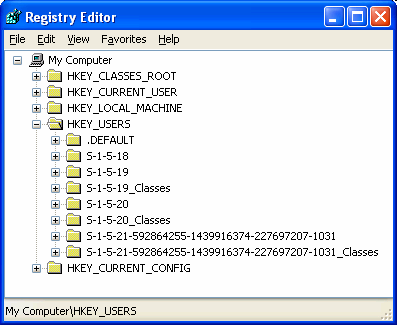 Registry Editor
File Edit View Favorites Help
My Computer
HKEY_CLASSES_ROOT
HKEY_CURRENT_USER
HKEY_LOCAL_MACHINE
HKEY_USERS
.DEFAULT
S-1-5-18
S-1-5-19
S-1-5-19_Classes
S-1-5-20
S-1-5-20_Classes
S-1-5-21-592864255-1439916374-227697207-1031
S-1-5-21-592864255-1439916374-227697207-1031_Classes
HKEY_CURRENT_CONFIG
My Computer\HKEY_USERS